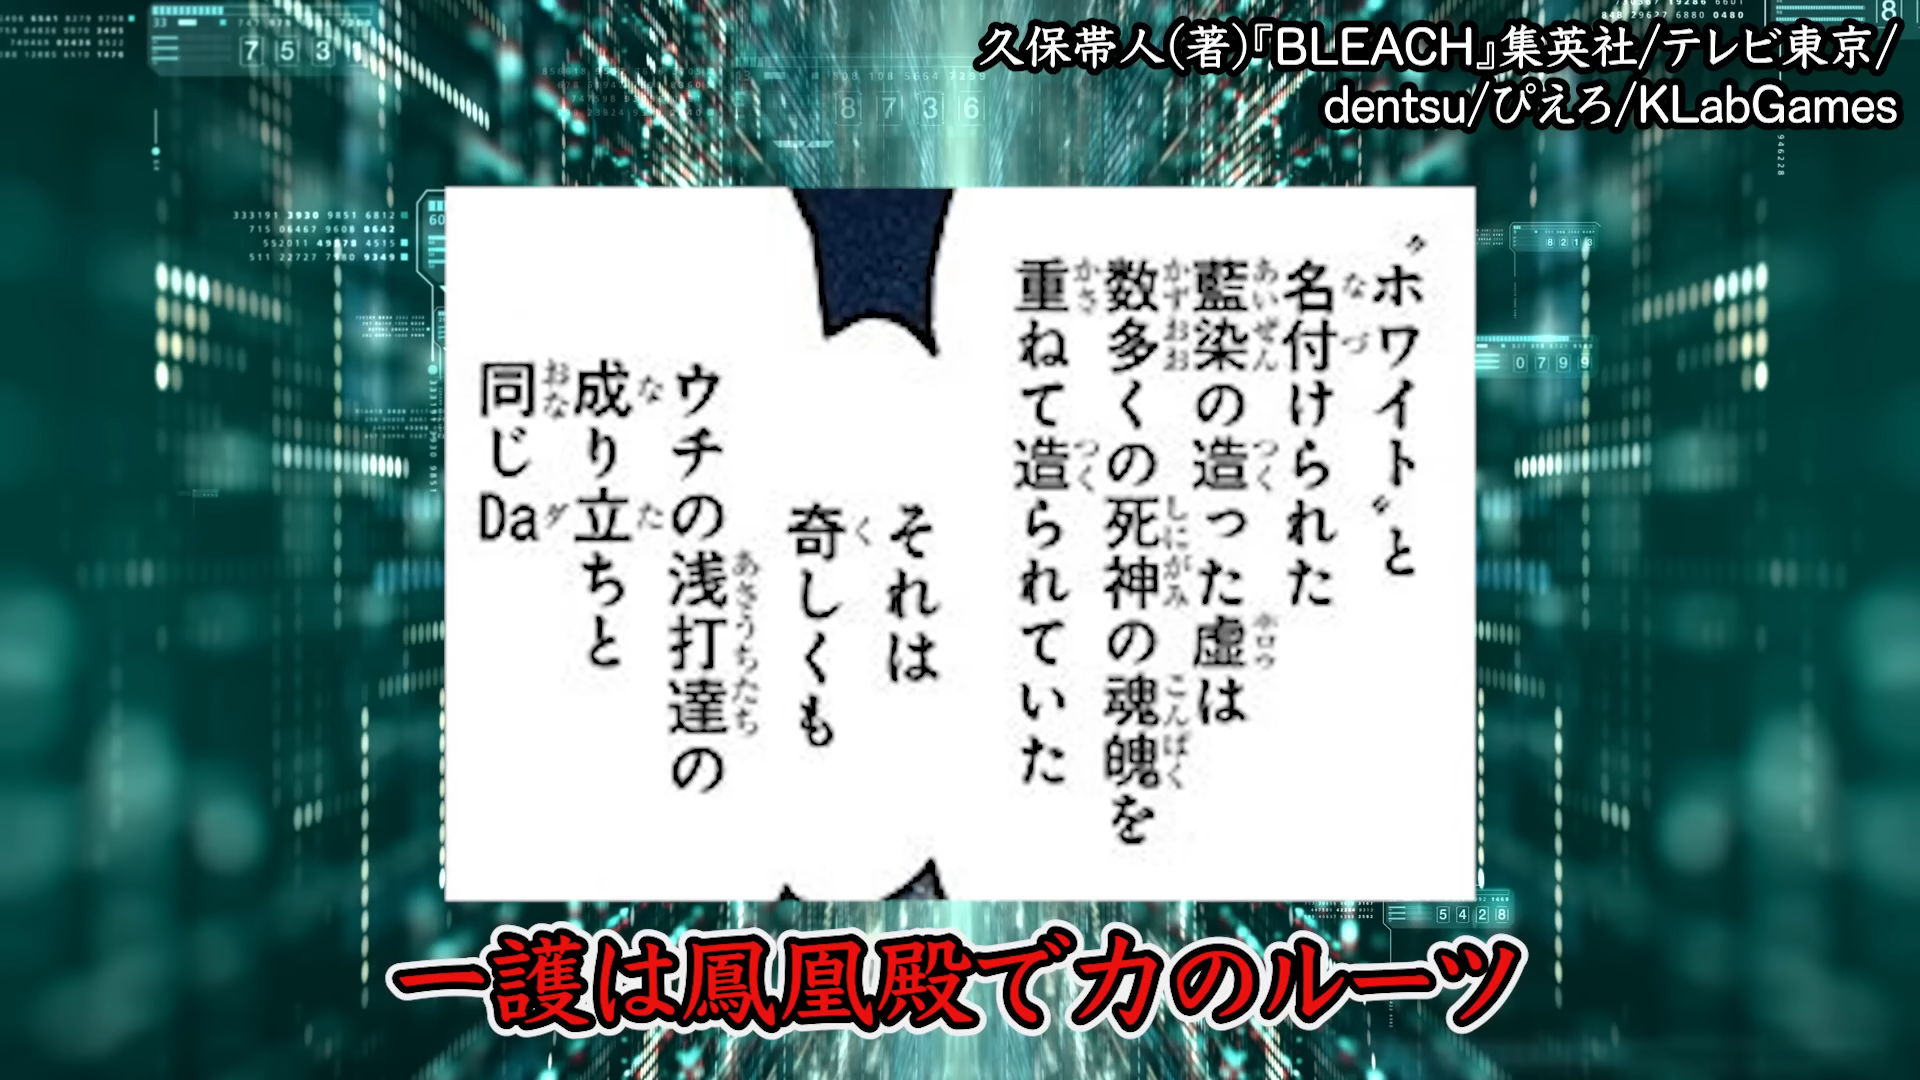 久保帯人(著)『BLEACH』集英社/テレビ東京/
dentsu/ぴえろ/KLabGames
〝ホワイト〟と
名付けられた
藍染の造った虚は
数多くの死神の魂魄を
重ねて造られていた
それは
奇しくも
ウチの浅打達の
成り立ちと
同じDa
一護は鳳凰殿で力のルーツ